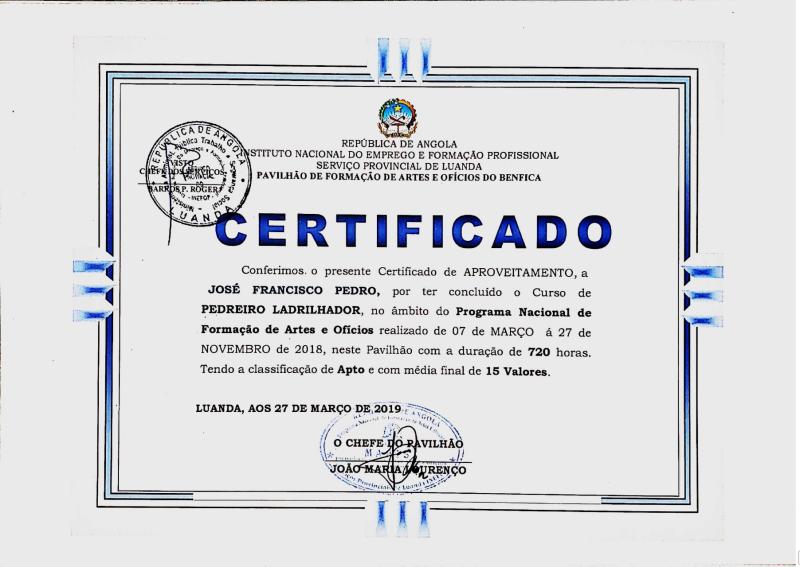 REPÚBLICA DE ANGOLA
INSTITUTO NACIONAL DO EMPREGO E FORMAÇÃO PROFISSIONAL
SERVIÇO PROVINCIAL DE LUANDA
PAVILHÃO DE FORMAÇÃO DE ARTES E OFÍCIOS DO BENFICA
REPÚBLICA DE ANGOLA
VISTO
CHEFE DOS SERVIÇOS
BARROS P. ROGER
INEFOP
LUANDA
CERTIFICADO
Conferimos. o presente Certificado de APROVEITAMENTO, a
JOSÉ FRANCISCO PEDRO, por ter concluído o Curso de
PEDREIRO LADRILHADOR, no âmbito do Programa Nacional de
Formação de Artes e Ofícios realizado de 07 de MARÇO á 27 de
NOVEMBRO de 2018, neste Pavilhão com a duração de 720 horas.
Tendo a classificação de Apto e com média final de 15 Valores.
LUANDA, AOS 27 DE MARÇO DE 2019
O CHEFE DO PAVILHÃO
JOÃO MARIA LOURENÇO